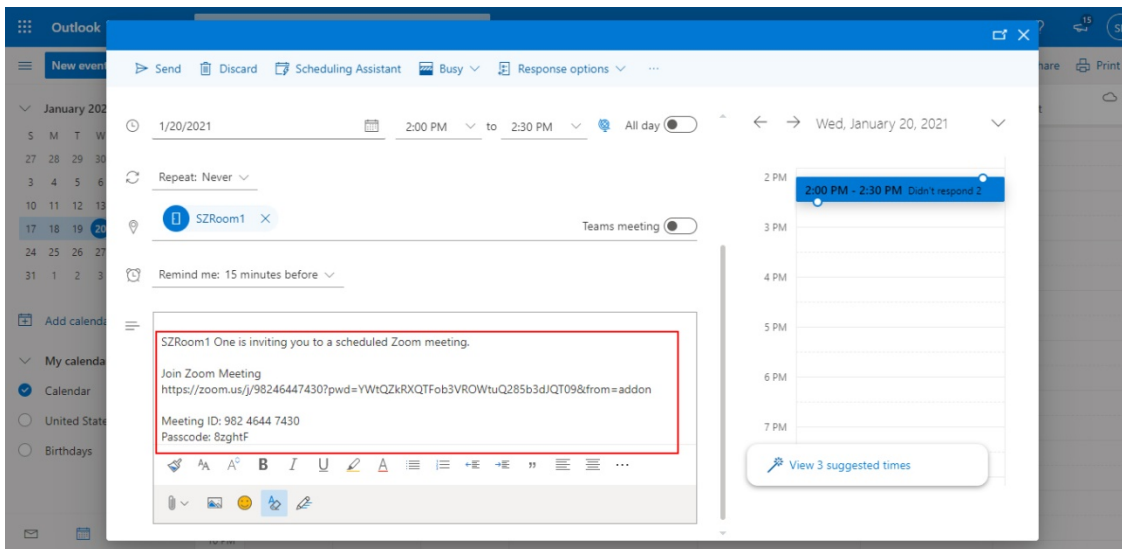 Outlook
15
New event
hare
Print
Send
Discard
Scheduling Assistant
Busy
Response options
January 202
S M T W
27 28 29 30
3 4 5 6
10 11 12 13
17 18 19 20
24 25 26 27
31 1 2 3
1/20/2021
2:00 PM
to
2:30 PM
All day
Wed, January 20, 2021
Repeat: Never
SZRoom1
Teams meeting
Remind me: 15 minutes before
2 PM
2:00 PM - 2:30 PM Didn't respond 2
3 PM
4 PM
5 PM
6 PM
7 PM
Add calenda
My calenda
Calendar
United State
Birthdays
SZRoom1 One is inviting you to a scheduled Zoom meeting.
Join Zoom Meeting
https://zoom.us/j/98246447430?pwd=YWtQZkRXQTFob3VROWtuQ285b3dJQT09&from=addon
Meeting ID: 982 4644 7430
Passcode: 8zghtF
View 3 suggested times